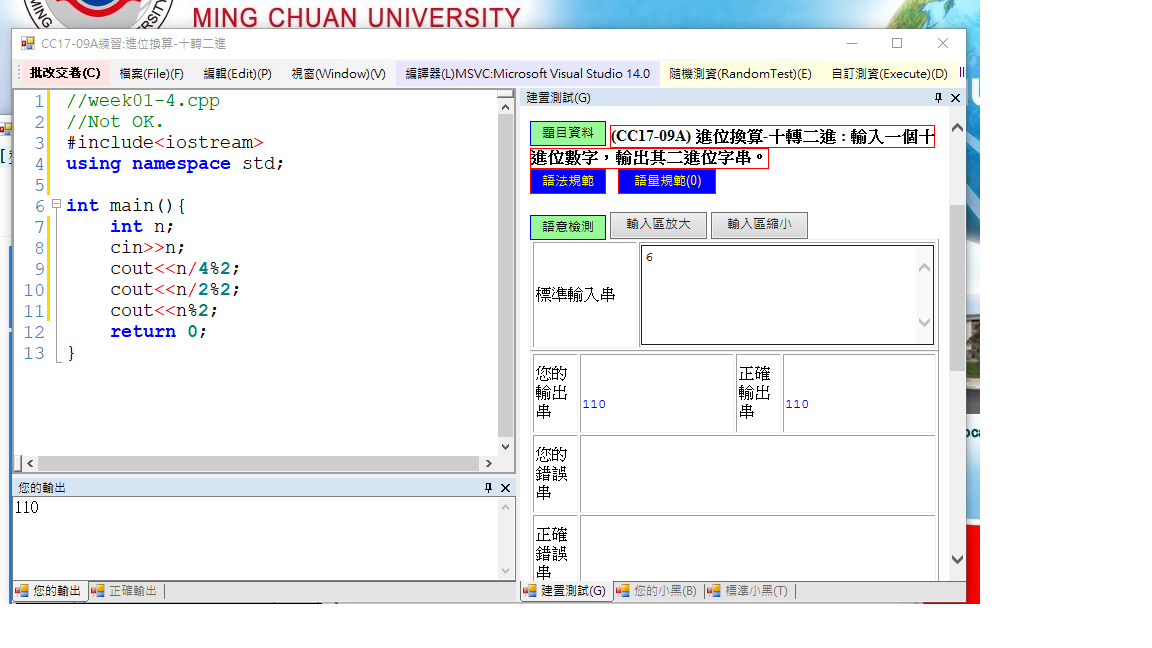 MING CHUAN UNIVERSITY
CC17-09A練習:進位換算-十轉二進
批改交卷(C) 檔案(File)(F) 編輯(Edit)(P) 視窗(Window)(V) 編譯器(L)MSVC:Microsoft Visual Studio 14.0 隨機測資(RandomTest)(E) 自訂測資(Execute)(D)
1 //week01-4.cpp
2 //Not OK.
3 #include<iostream>
4 using namespace std;
5
6 int main(){
7 int n;
8 cin>>n;
9 cout<<n/4%2;
10 cout<<n/2%2;
11 cout<<n%2;
12 return 0;
13 }
您的輸出
110
您的輸出 正確輸出
建置測試(G)
題目資料 (CC17-09A) 進位換算-十轉二進：輸入一個十
進位數字，輸出其二進位字串。
語法規範 語量規範(0)
語意檢測 輸入區放大 輸入區縮小
標準輸入串 6
您的
輸出
串
110
正確
輸出
串
110
您的
錯誤
串
正確
錯誤
串
建置測試(G) 您的小黑(B) 標準小黑(T)